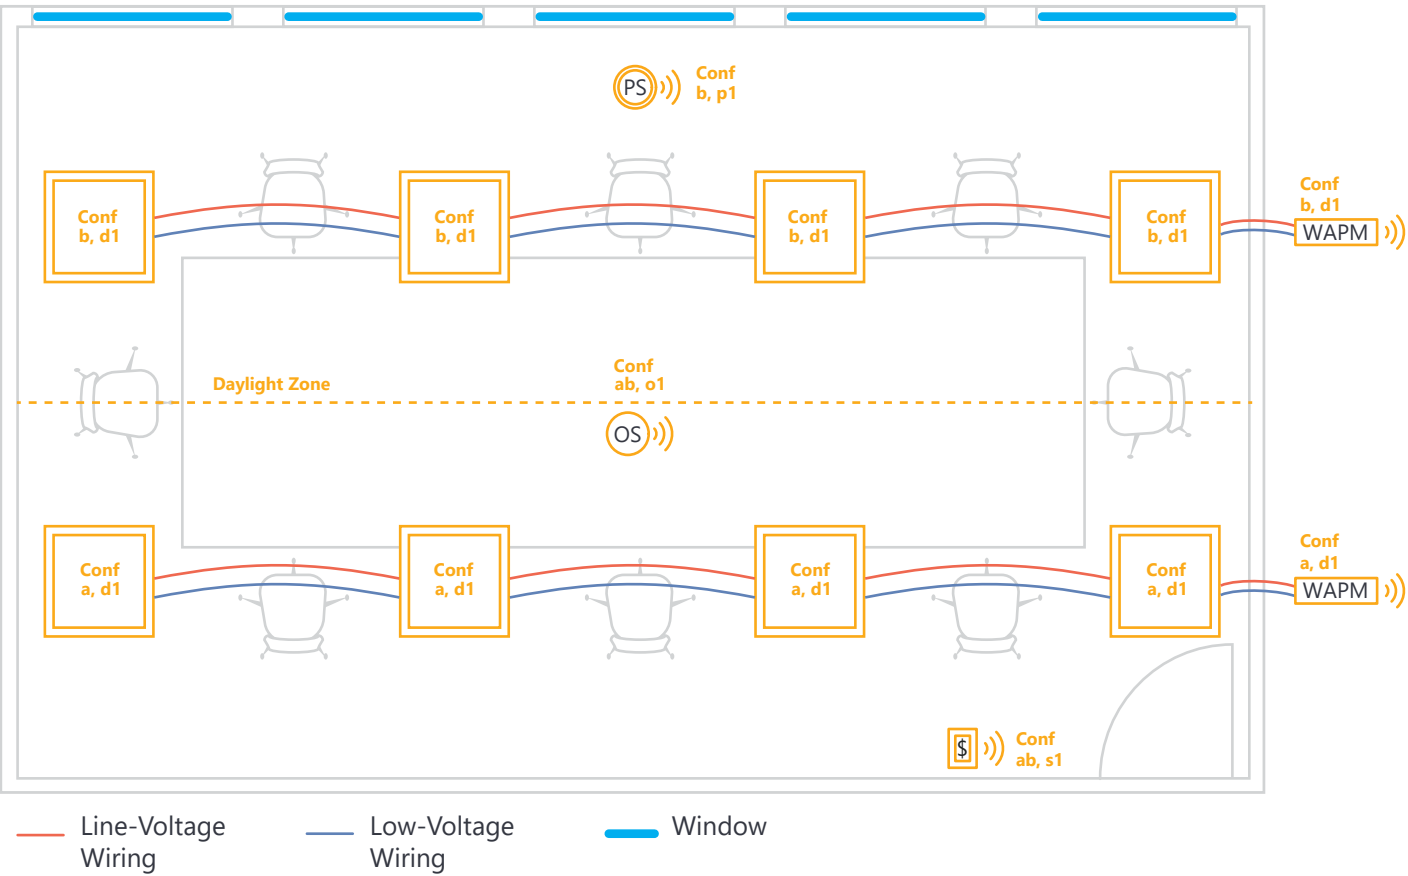 PS
Conf
b, p1
Conf
b, d1
Conf
b, d1
Conf
b, d1
Conf
b, d1
Conf
b, d1
WAPM
Daylight Zone
Conf
ab, o1
OS
Conf
a, d1
Conf
a, d1
Conf
a, d1
Conf
a, d1
Conf
a, d1
WAPM
$
Conf
ab, s1
Line-Voltage
Wiring
Low-Voltage
Wiring
Window